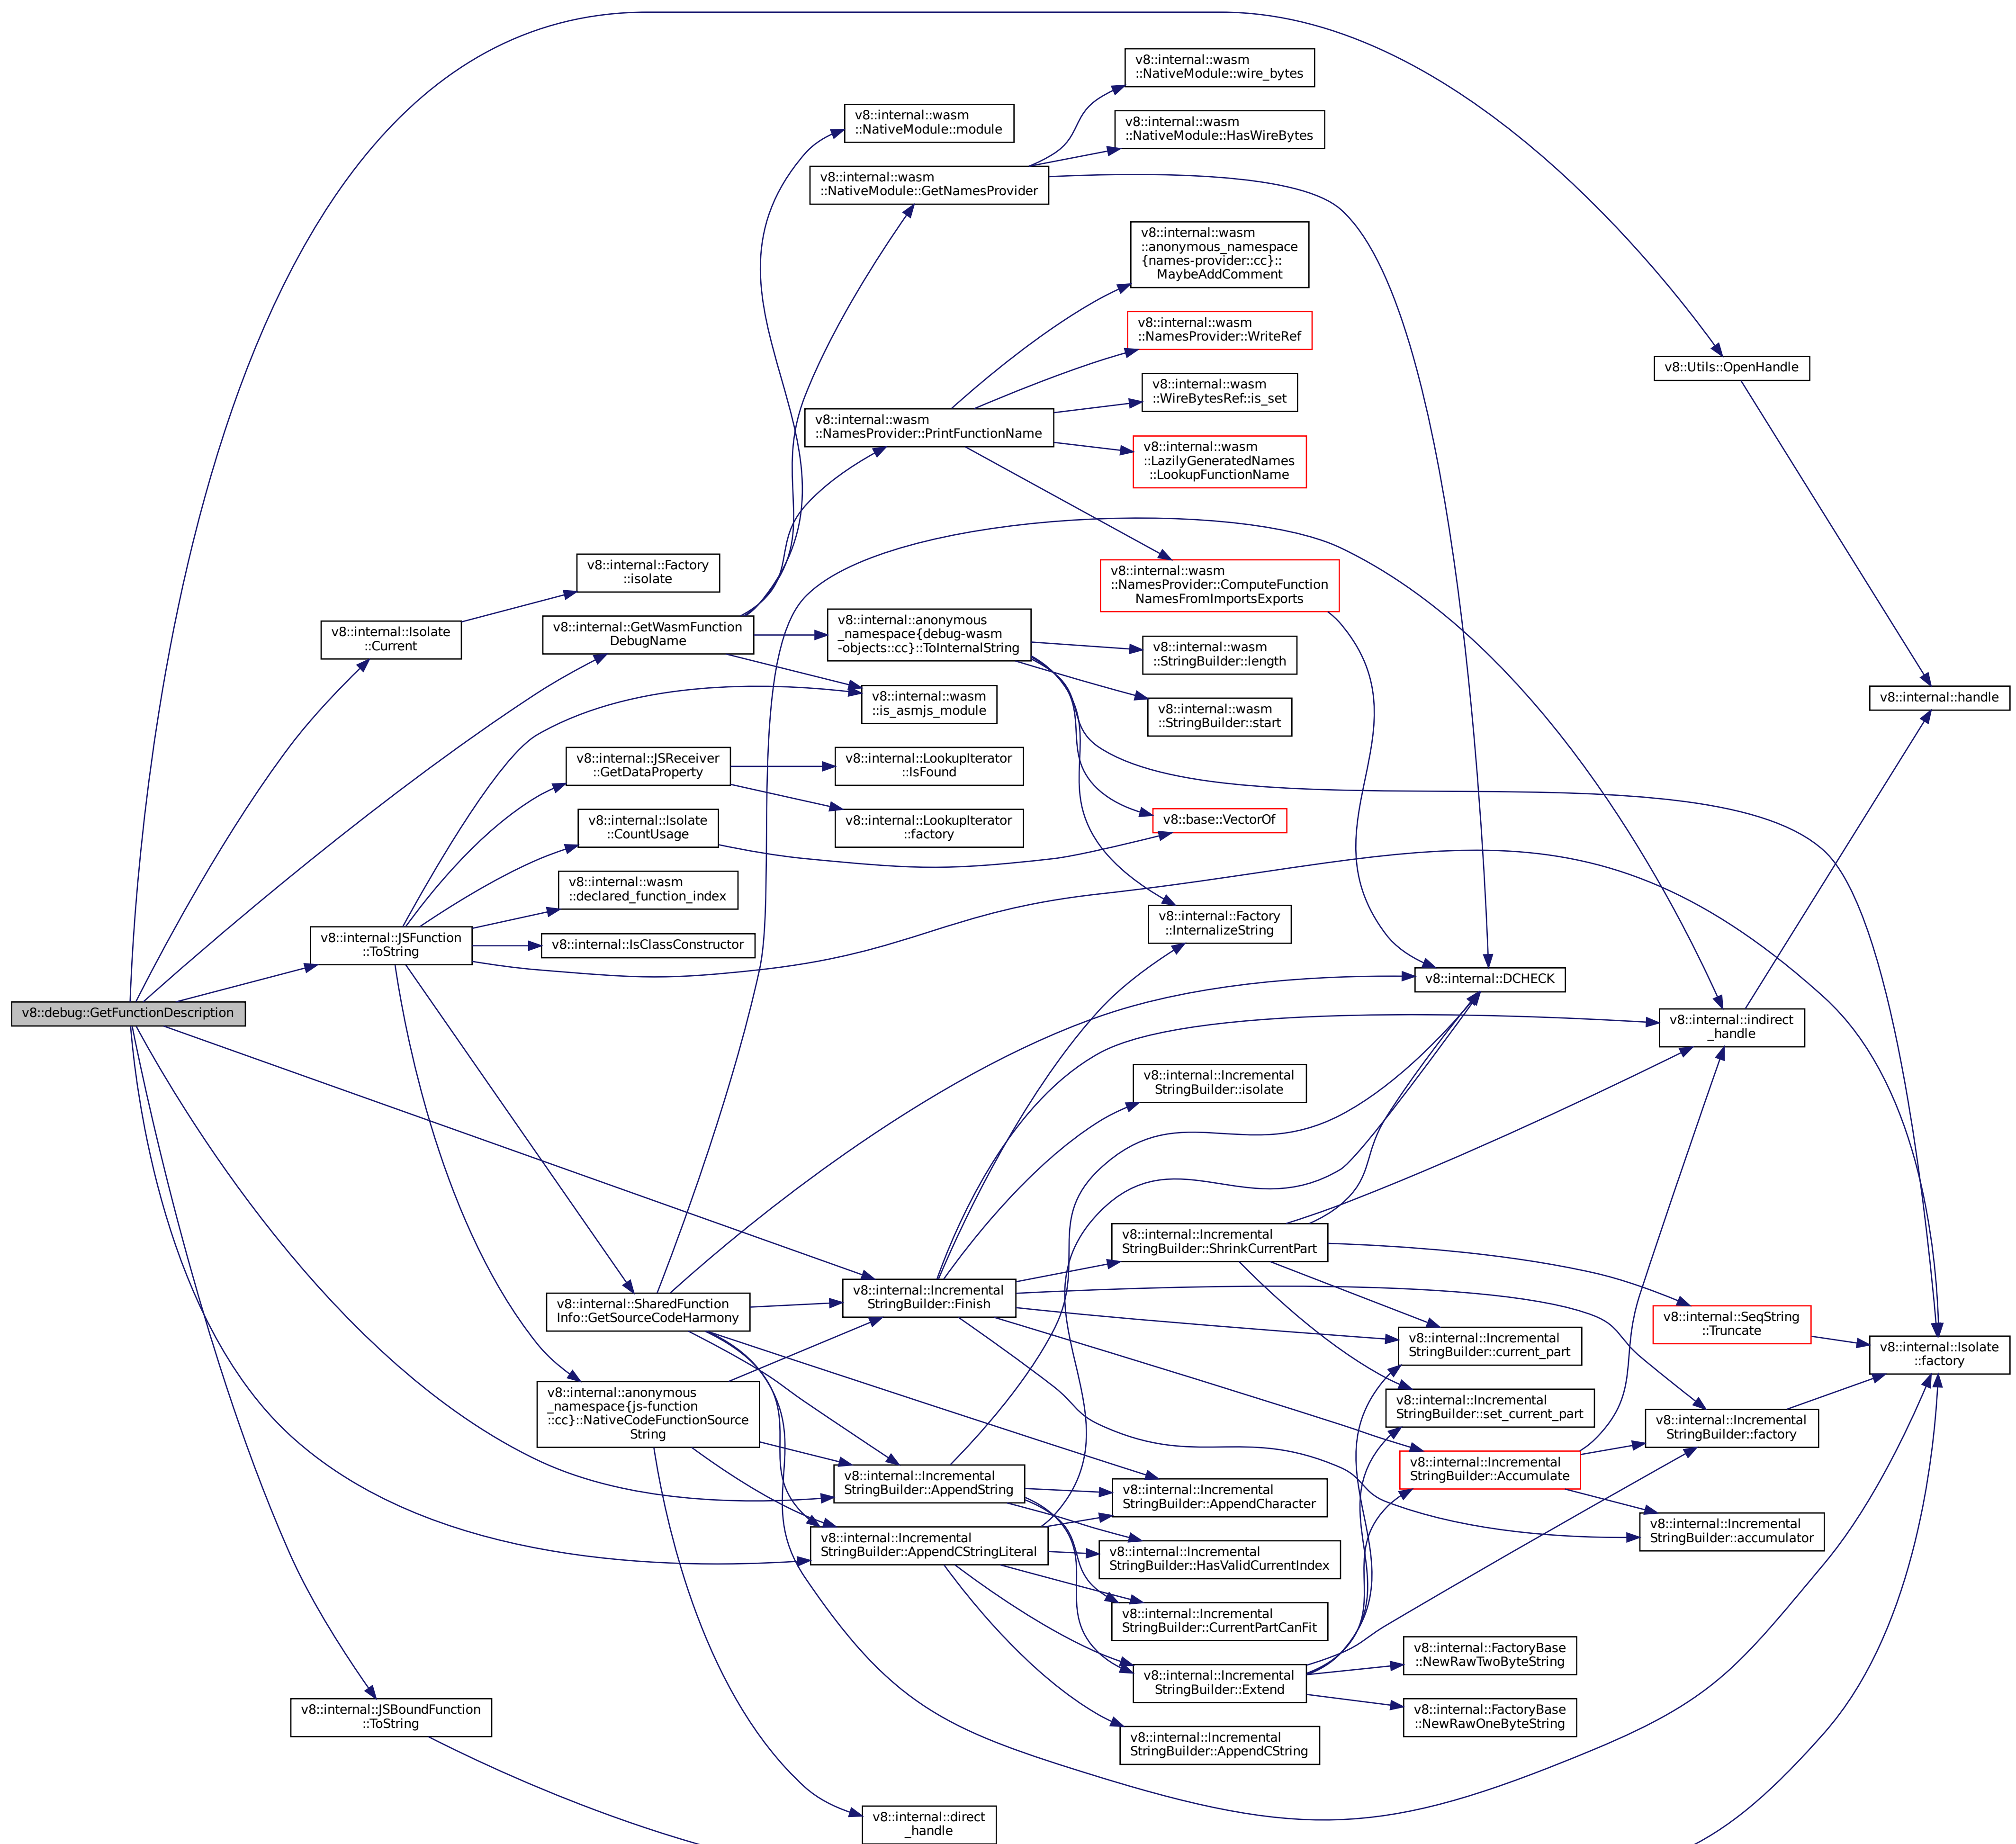 v8::debug::GetFunctionDescription
v8::internal::Isolate
::Current
v8::internal::Factory
::isolate
v8::internal::GetWasmFunction
DebugName
v8::internal::wasm
::NativeModule::module
v8::internal::wasm
::NativeModule::GetNamesProvider
v8::internal::wasm
::NativeModule::wire_bytes
v8::internal::wasm
::NativeModule::HasWireBytes
v8::internal::wasm
::anonymous_namespace
{names-provider::cc}::
MaybeAddComment
v8::internal::wasm
::NamesProvider::WriteRef
v8::internal::wasm
::NamesProvider::PrintFunctionName
v8::internal::wasm
::WireBytesRef::is_set
v8::internal::wasm
::LazilyGeneratedNames
::LookupFunctionName
v8::internal::wasm
::NamesProvider::ComputeFunction
NamesFromImportsExports
v8::Utils::OpenHandle
v8::internal::handle
v8::internal::anonymous
_namespace{debug-wasm
-objects::cc}::ToInternalString
v8::internal::wasm
::StringBuilder::length
v8::internal::wasm
::StringBuilder::start
v8::internal::wasm
::is_asmjs_module
v8::internal::JSReceiver
::GetDataProperty
v8::internal::LookupIterator
::IsFound
v8::internal::LookupIterator
::factory
v8::internal::Isolate
::CountUsage
v8::base::VectorOf
v8::internal::wasm
::declared_function_index
v8::internal::JSFunction
::ToString
v8::internal::IsClassConstructor
v8::internal::Factory
::InternalizeString
v8::internal::DCHECK
v8::internal::indirect
_handle
v8::internal::Incremental
StringBuilder::isolate
v8::internal::Incremental
StringBuilder::ShrinkCurrentPart
v8::internal::SharedFunction
Info::GetSourceCodeHarmony
v8::internal::Incremental
StringBuilder::Finish
v8::internal::SeqString
::Truncate
v8::internal::Isolate
::factory
v8::internal::Incremental
StringBuilder::current_part
v8::internal::Incremental
StringBuilder::set_current_part
v8::internal::anonymous
_namespace{js-function
::cc}::NativeCodeFunctionSource
String
v8::internal::Incremental
StringBuilder::factory
v8::internal::Incremental
StringBuilder::Accumulate
v8::internal::Incremental
StringBuilder::AppendString
v8::internal::Incremental
StringBuilder::AppendCharacter
v8::internal::Incremental
StringBuilder::accumulator
v8::internal::Incremental
StringBuilder::AppendCStringLiteral
v8::internal::Incremental
StringBuilder::HasValidCurrentIndex
v8::internal::Incremental
StringBuilder::CurrentPartCanFit
v8::internal::FactoryBase
::NewRawTwoByteString
v8::internal::Incremental
StringBuilder::Extend
v8::internal::FactoryBase
::NewRawOneByteString
v8::internal::JSBoundFunction
::ToString
v8::internal::Incremental
StringBuilder::AppendCString
v8::internal::direct
_handle